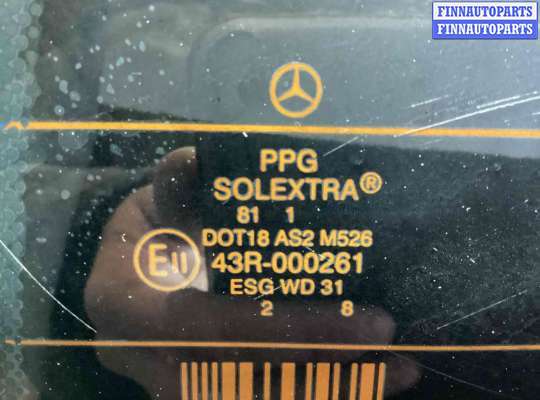 FINNAUTOPARTS
FINNAUTOPARTS
PPG
SOLEXTRA®
81 1
DOT18 AS2 M526
E11 43R-000261
ESG WD 31
2 8